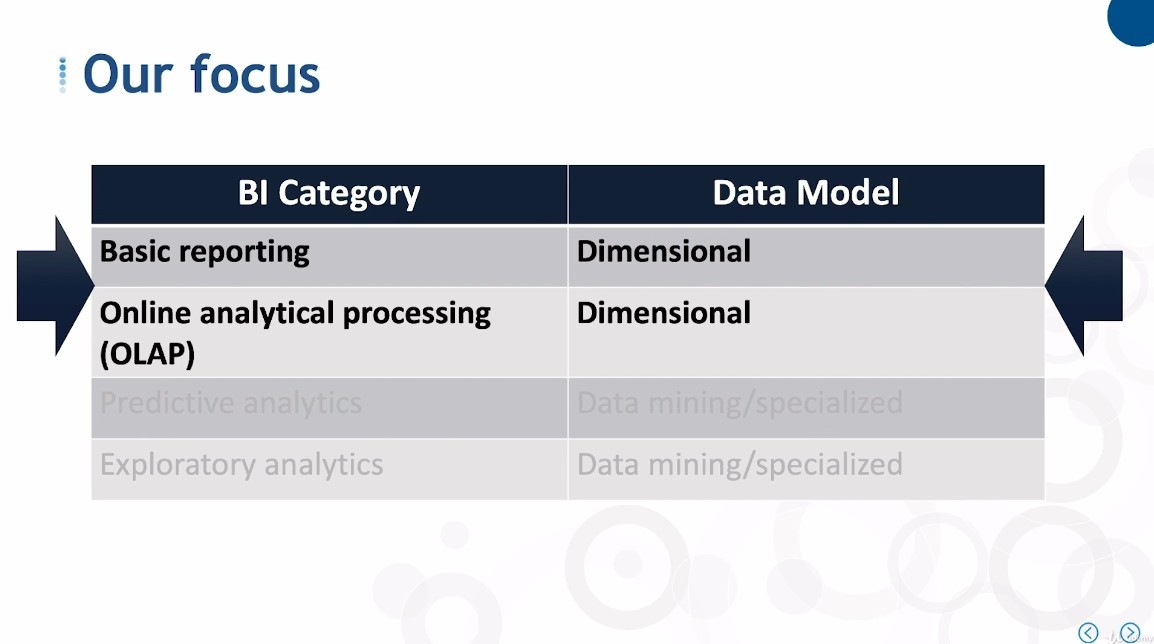 Our focus
BI Category Data Model
Basic reporting Dimensional
Online analytical processing Dimensional
(OLAP)
Predictive analytics Data mining/specialized
Exploratory analytics Data mining/specialized